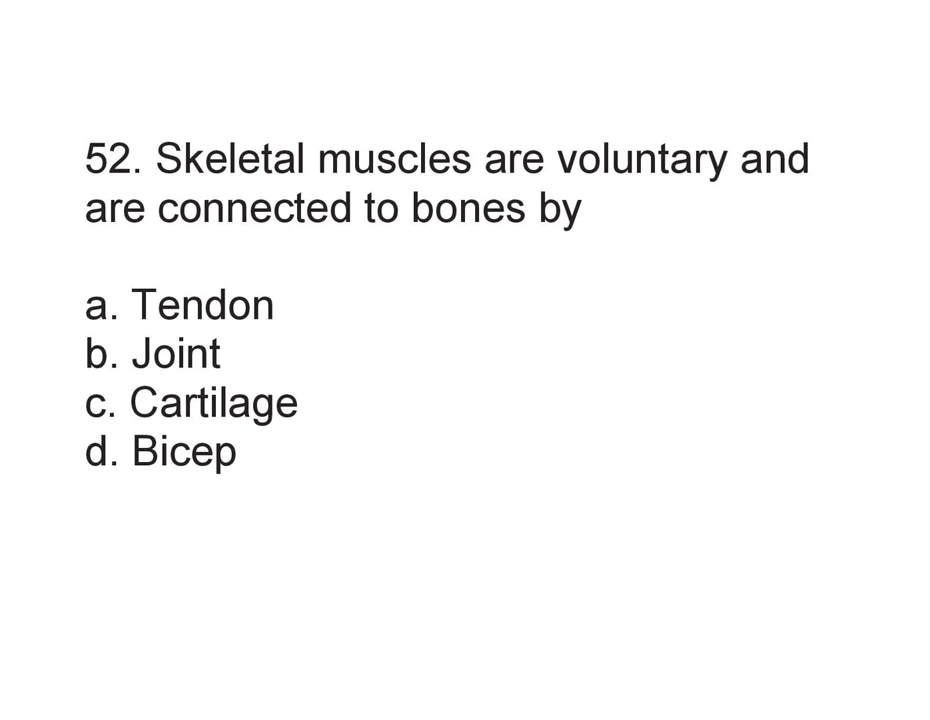 52. Skeletal muscles are voluntary and
are connected to bones by
a. Tendon
b. Joint
c. Cartilage
d. Bicep